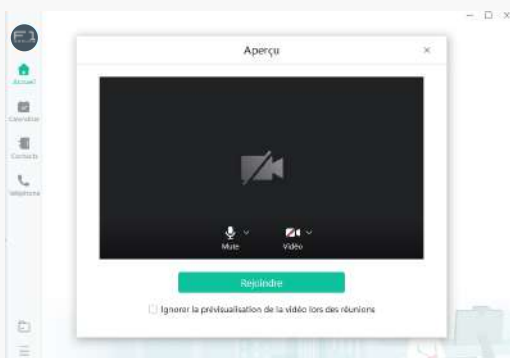 Aperçu
Accueil
Calendrier
Contacts
Téléphone
Mute
Vidéo
Rejoindre
Ignorer la prévisualisation de la vidéo lors des réunions